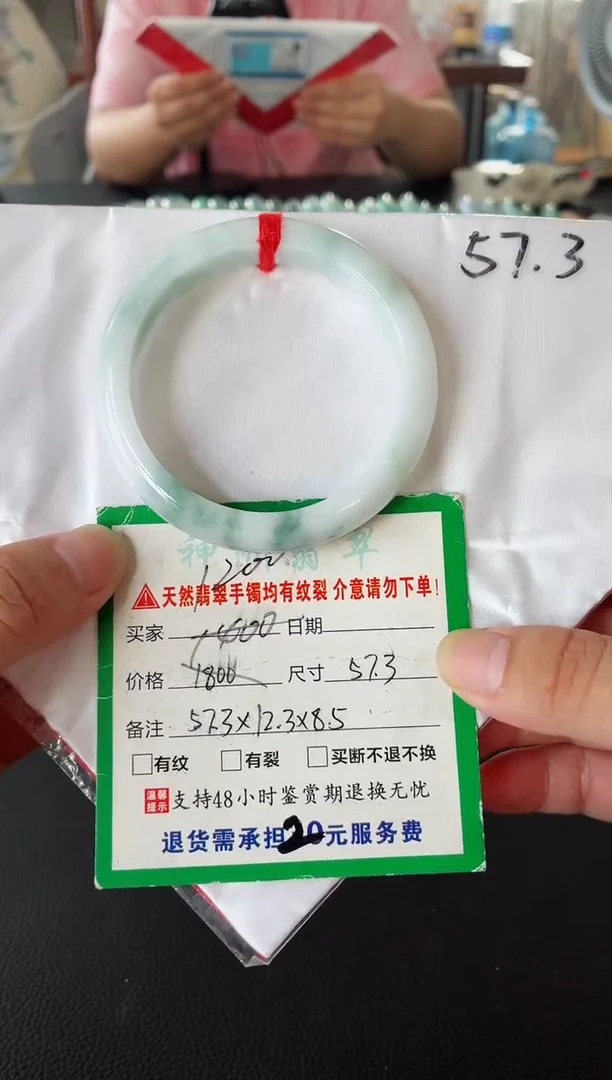 57.3
1200
天然翡翠手镯均有纹裂 介意请勿下单!
买家 1400 日期
价格 1800 尺寸 57.3
备注 57.3×12.3×8.5
有纹 有裂 买断不退不换
温馨提示 支持48小时鉴赏期退换无忧
退货需承担20元服务费